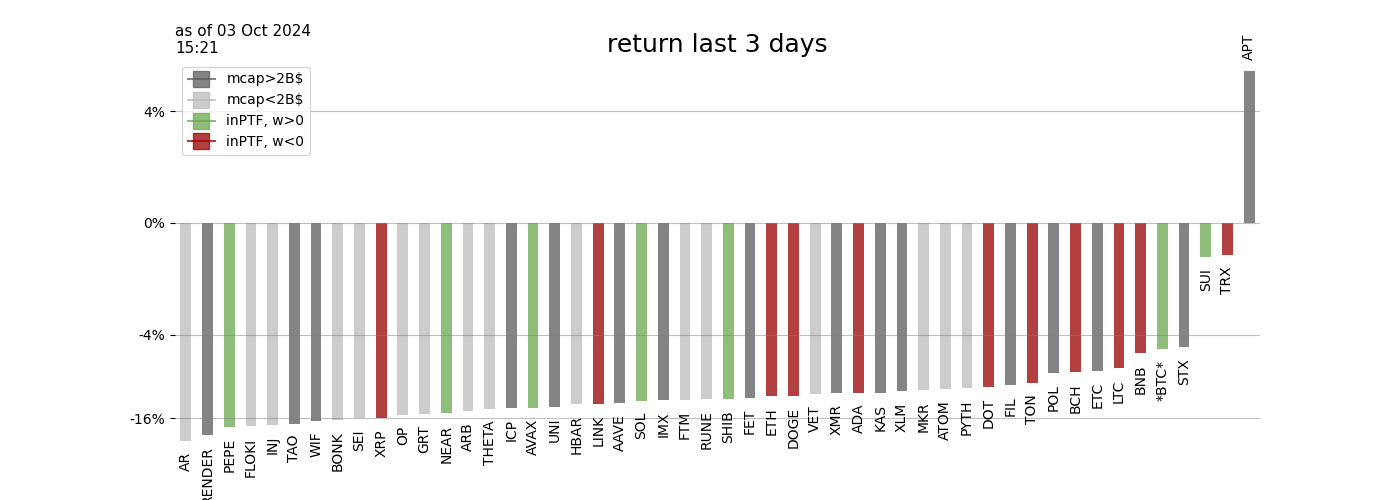 as of 03 Oct 2024
15:21
return last 3 days
mcap>2B$
mcap<2B$
inPTF, w>0
inPTF, w<0
4%
0%
-4%
-16%
AR
RENDER
PEPE
FLOKI
INJ
TAO
WIF
BONK
SEI
XRP
OP
GRT
NEAR
ARB
THETA
ICP
AVAX
UNI
HBAR
LINK
AAVE
SOL
IMX
FTM
RUNE
SHIB
FET
ETH
DOGE
VET
XMR
ADA
KAS
XLM
MKR
ATOM
PYTH
DOT
FIL
TON
POL
BCH
ETC
LTC
BNB
*BTC*
STX
SUI
TRX
APT